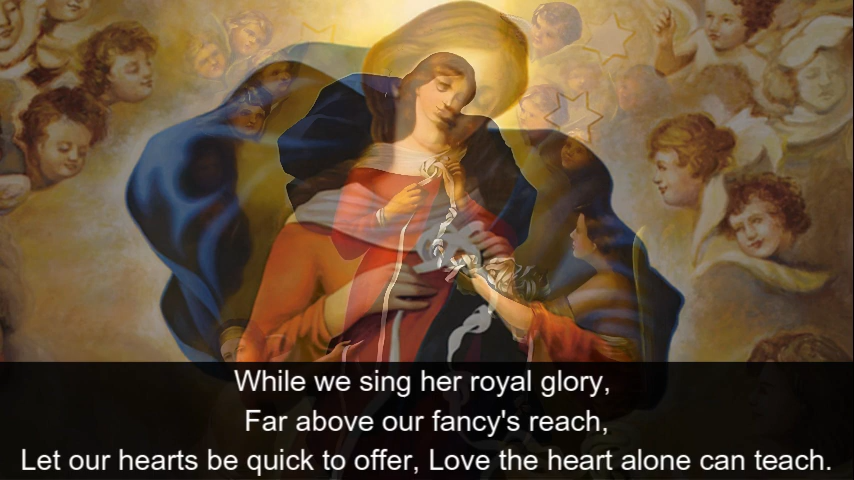 While we sing her royal glory,
Far above our fancy's reach,
Let our hearts be quick to offer, Love the heart alone can teach.